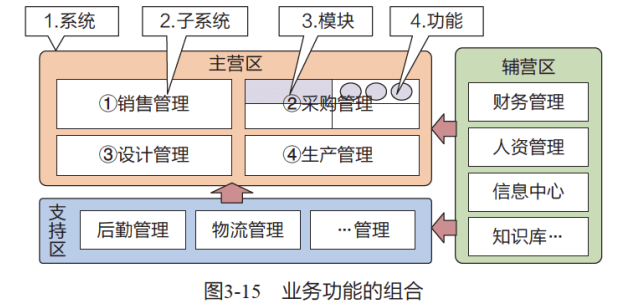 1.系统
2.子系统
3.模块
4.功能
主营区
①销售管理
②采购管理
③设计管理
④生产管理
辅营区
财务管理
人资管理
信息中心
知识库…
支持区
后勤管理
物流管理
…管理
图3-15 业务功能的组合